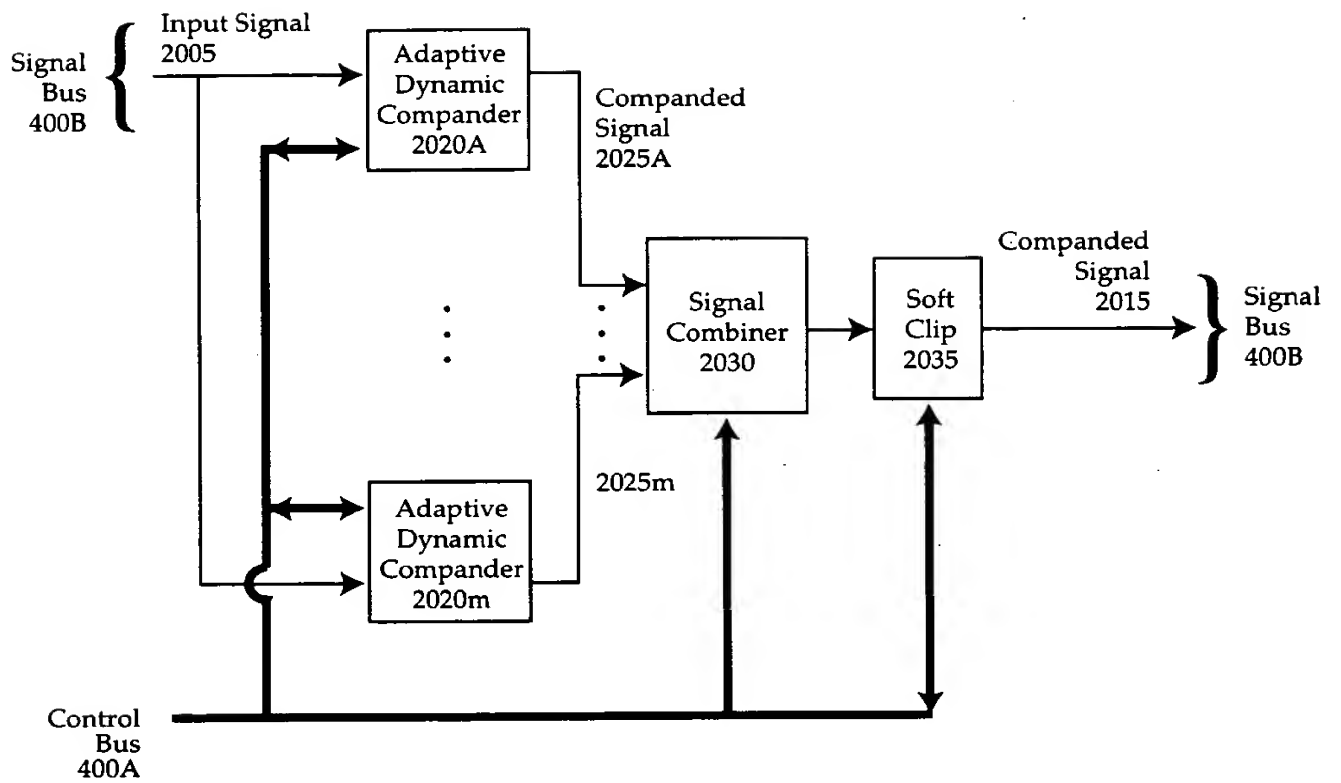 Input Signal
2005
Signal
Bus
400B
Adaptive
Dynamic
Compander
2020A
Companded
Signal
2025A
Signal
Combiner
2030
Soft
Clip
2035
Companded
Signal
2015
Signal
Bus
400B
2025m
Adaptive
Dynamic
Compander
2020m
Control
Bus
400A